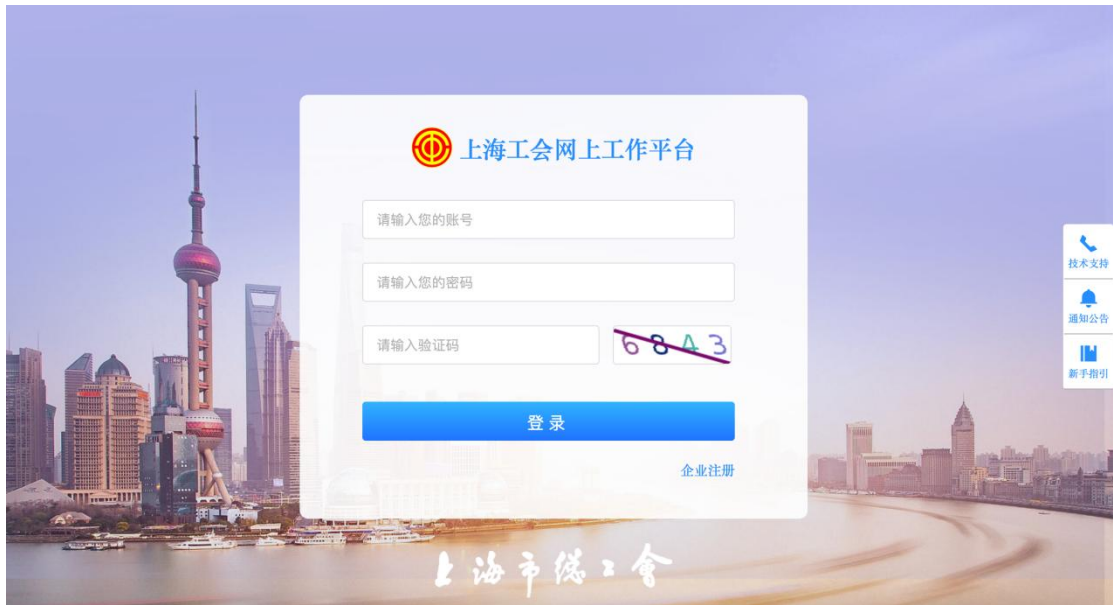 上海工会网上工作平台
请输入您的账号
请输入您的密码
请输入验证码
6843
登录
企业注册
技术支持
通知公告
新手指引
上海市總工會